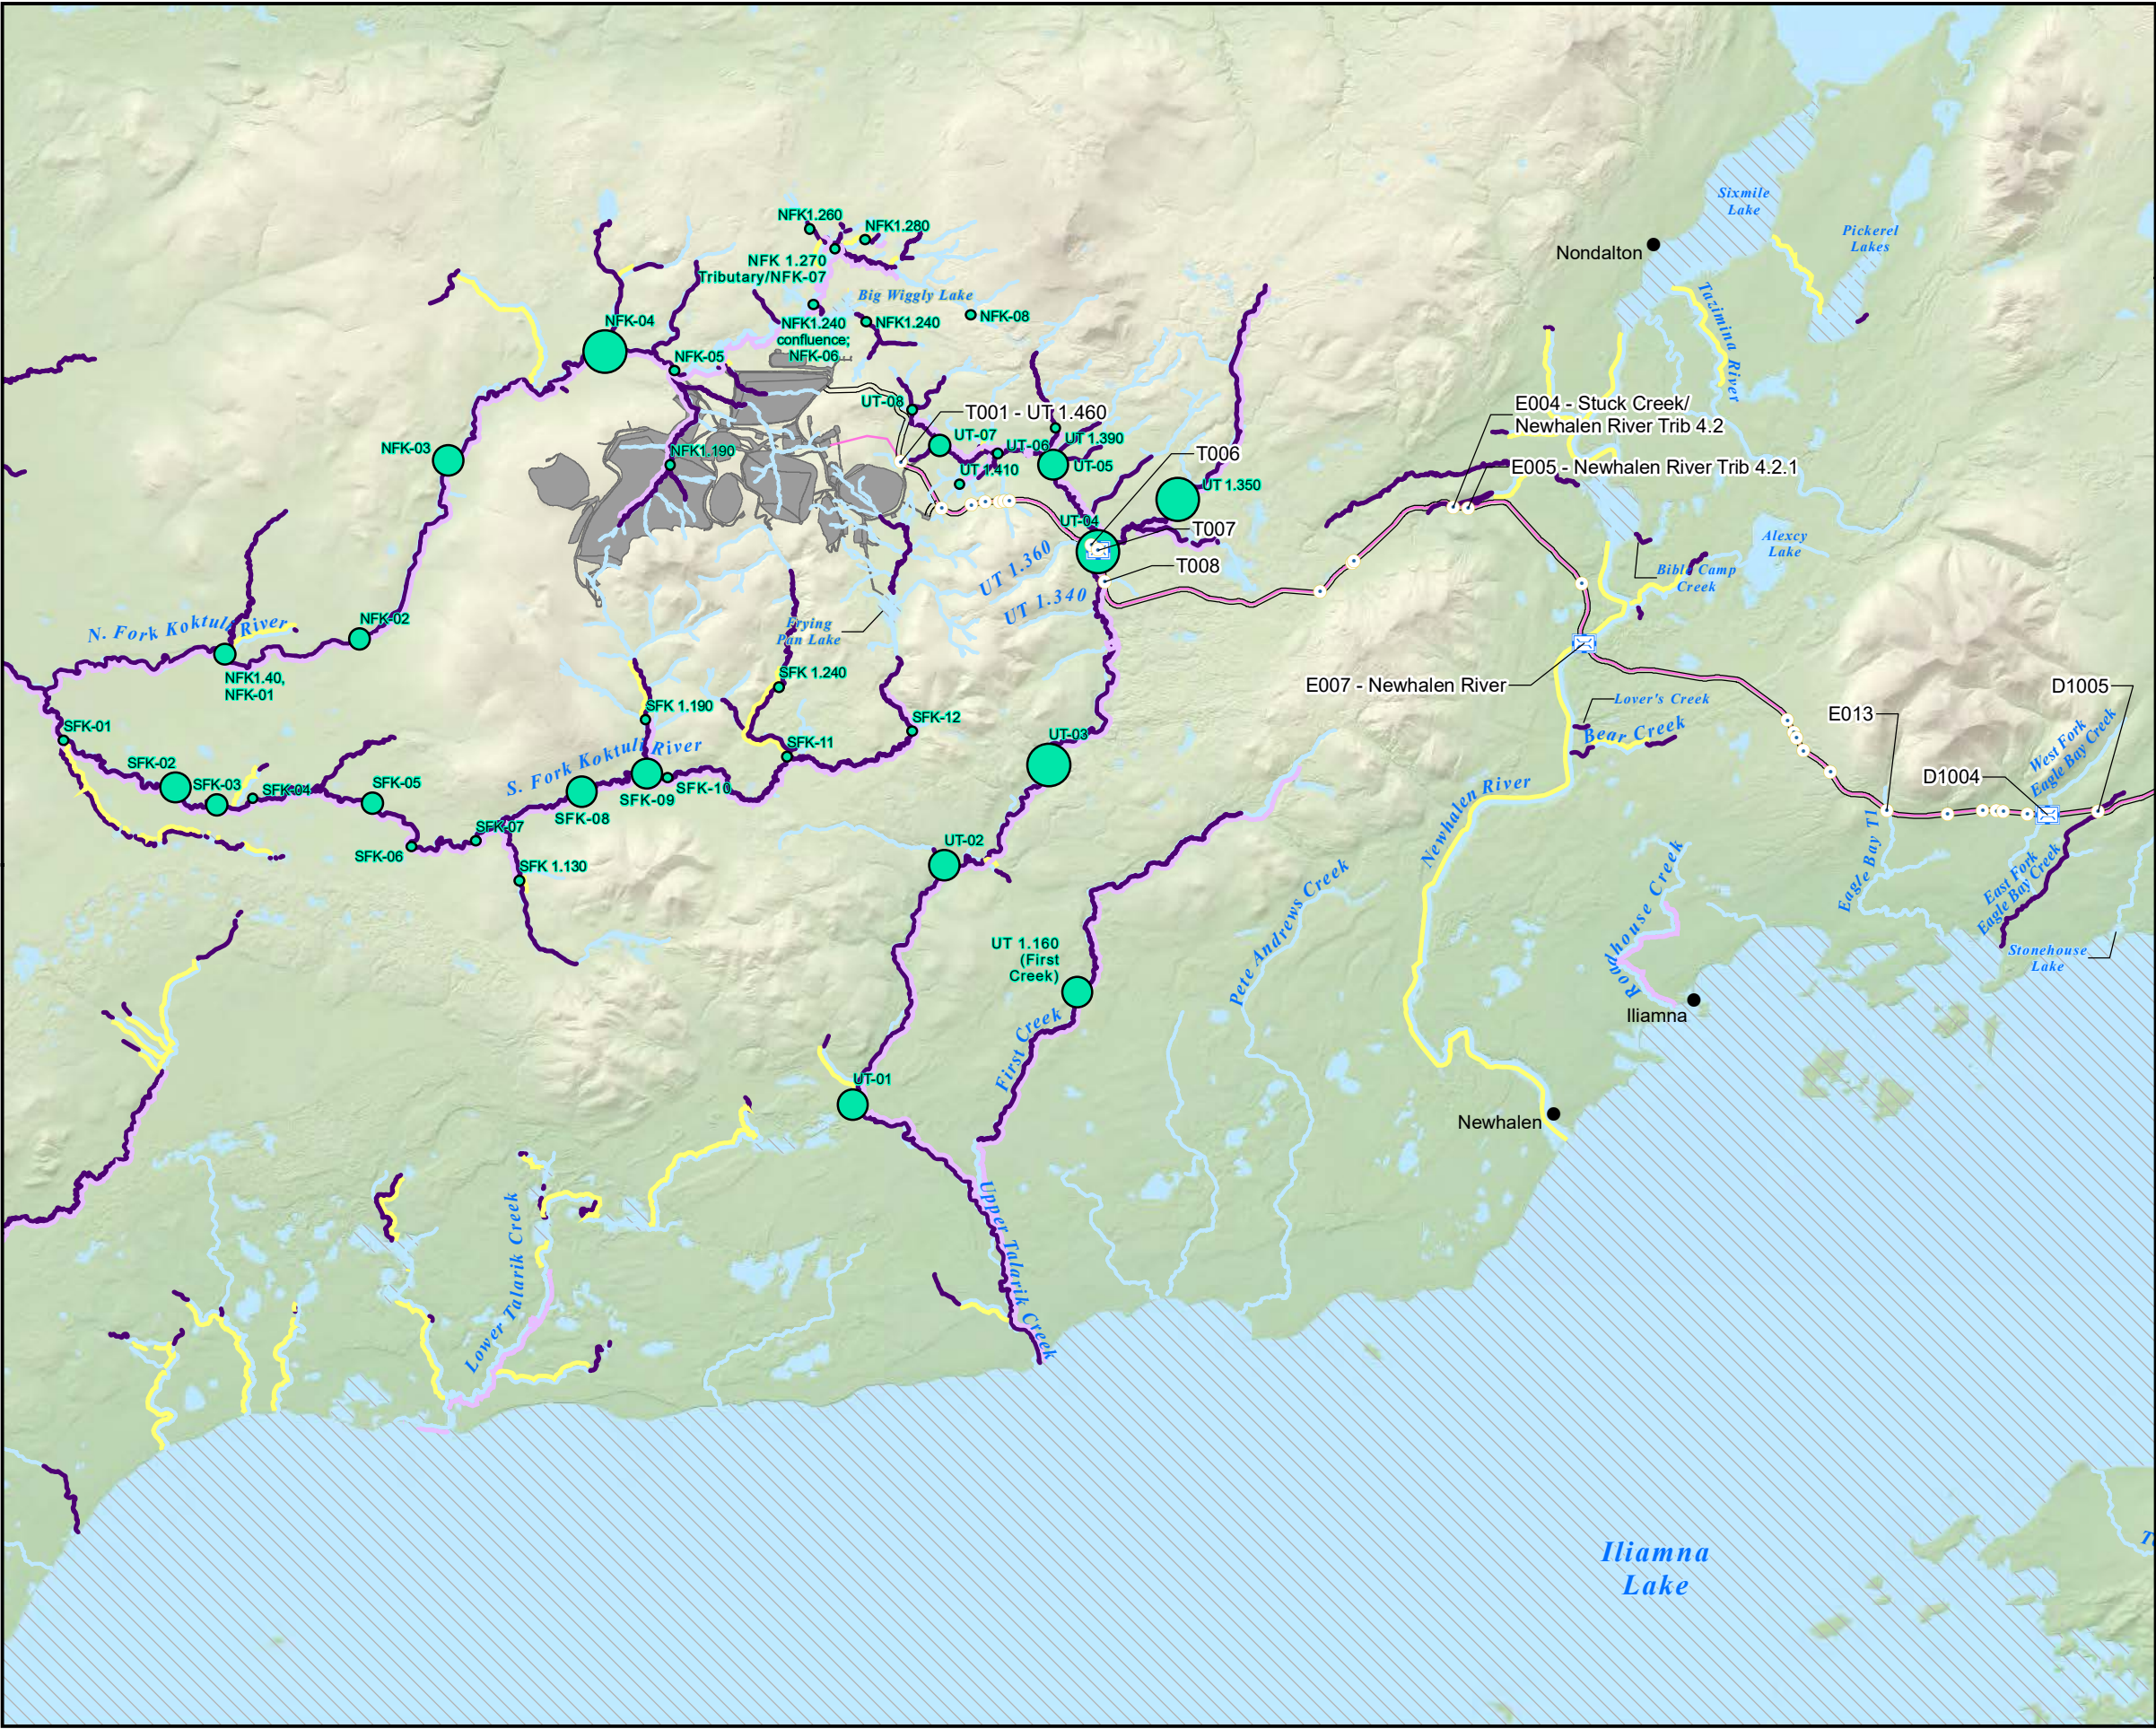 Sixmile
Lake
Pickerel
Lakes
Nondalton
Tazimina River
NFK1.260
NFK1.280
NFK 1.270
Tributary/NFK-07
Big Wiggly Lake
NFK-08
NFK1.240
NFK1.240
confluence;
NFK-06
NFK-04
NFK-05
NFK-03
NFK1.190
UT-08
T001 - UT 1.460
UT-07
UT-06
UT 1.390
UT-05
UT 1.410
T006
UT 1.350
UT-04
T007
T008
UT 1.360
UT 1.340
E004 - Stuck Creek/
Newhalen River Trib 4.2
E005 - Newhalen River Trib 4.2.1
Alexcy
Lake
Bible Camp
Creek
N. Fork Koktuli River
NFK-02
NFK1.40,
NFK-01
Frying
Pan Lake
SFK 1.240
SFK 1.190
SFK-12
SFK-11
SFK-01
SFK-02
SFK-03
SFK-04
SFK-05
S. Fork Koktuli River
SFK-10
SFK-09
SFK-08
SFK-07
SFK-06
SFK 1.130
UT-03
UT-02
E007 - Newhalen River
Lover's Creek
Bear Creek
E013
D1005
D1004
West Fork
Eagle Bay Creek
Eagle Bay T1
East Fork
Eagle Bay Creek
Stonehouse
Lake
Newhalen River
Pete Andrews Creek
Roadhouse Creek
Iliamna
UT 1.160
(First
Creek)
First Creek
UT-01
Newhalen
Upper Talarik Creek
Lower Talarik Creek
Iliamna
Lake